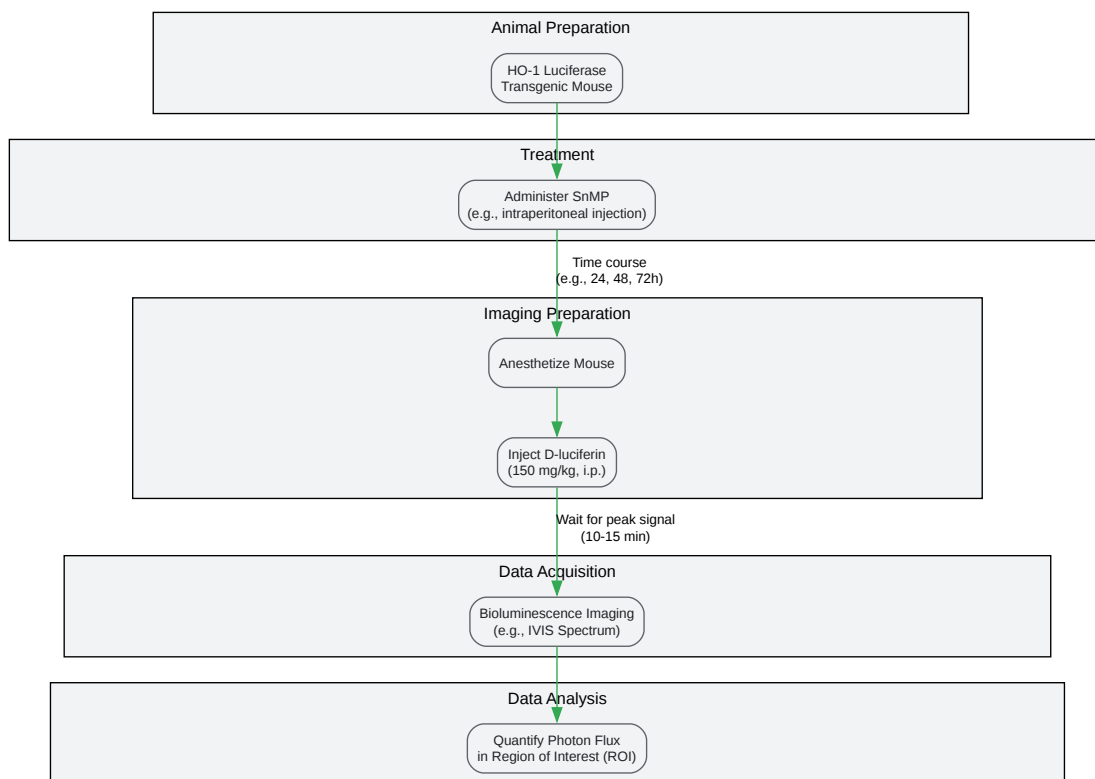 Animal Preparation
HO-1 Luciferase
Transgenic Mouse
Treatment
Administer SnMP
(e.g., intraperitoneal injection)
Time course
(e.g., 24, 48, 72h)
Imaging Preparation
Anesthetize Mouse
Inject D-luciferin
(150 mg/kg, i.p.)
Wait for peak signal
(10-15 min)
Data Acquisition
Bioluminescence Imaging
(e.g., IVIS Spectrum)
Data Analysis
Quantify Photon Flux
in Region of Interest (ROI)